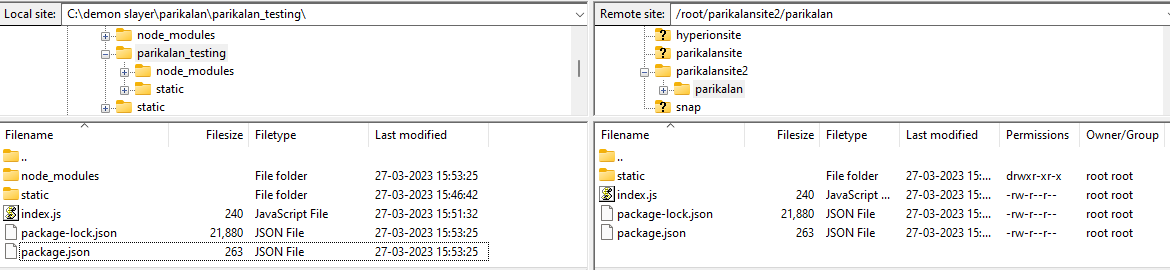 Local site: C:\demon slayer\parikalan\parikalan_testing\
node_modules
parikalan_testing
node_modules
static
static
Filename Filesize Filetype Last modified
..
node_modules File folder 27-03-2023 15:53:25
static File folder 27-03-2023 15:46:42
index.js 240 JavaScript File 27-03-2023 15:51:32
package-lock.json 21,880 JSON File 27-03-2023 15:53:25
package.json 263 JSON File 27-03-2023 15:53:25
Remote site: /root/parikalansite2/parikalan
hyperionsite
parikalansite
parikalansite2
parikalan
snap
Filename Filesize Filetype Last modified Permissions Owner/Group
..
static File folder 27-03-2023 15:... drwxr-xr-x root root
index.js 240 JavaScript ... 27-03-2023 15:... -rw-r--r-- root root
package-lock.json 21,880 JSON File 27-03-2023 15:... -rw-r--r-- root root
package.json 263 JSON File 27-03-2023 15:... -rw-r--r-- root root